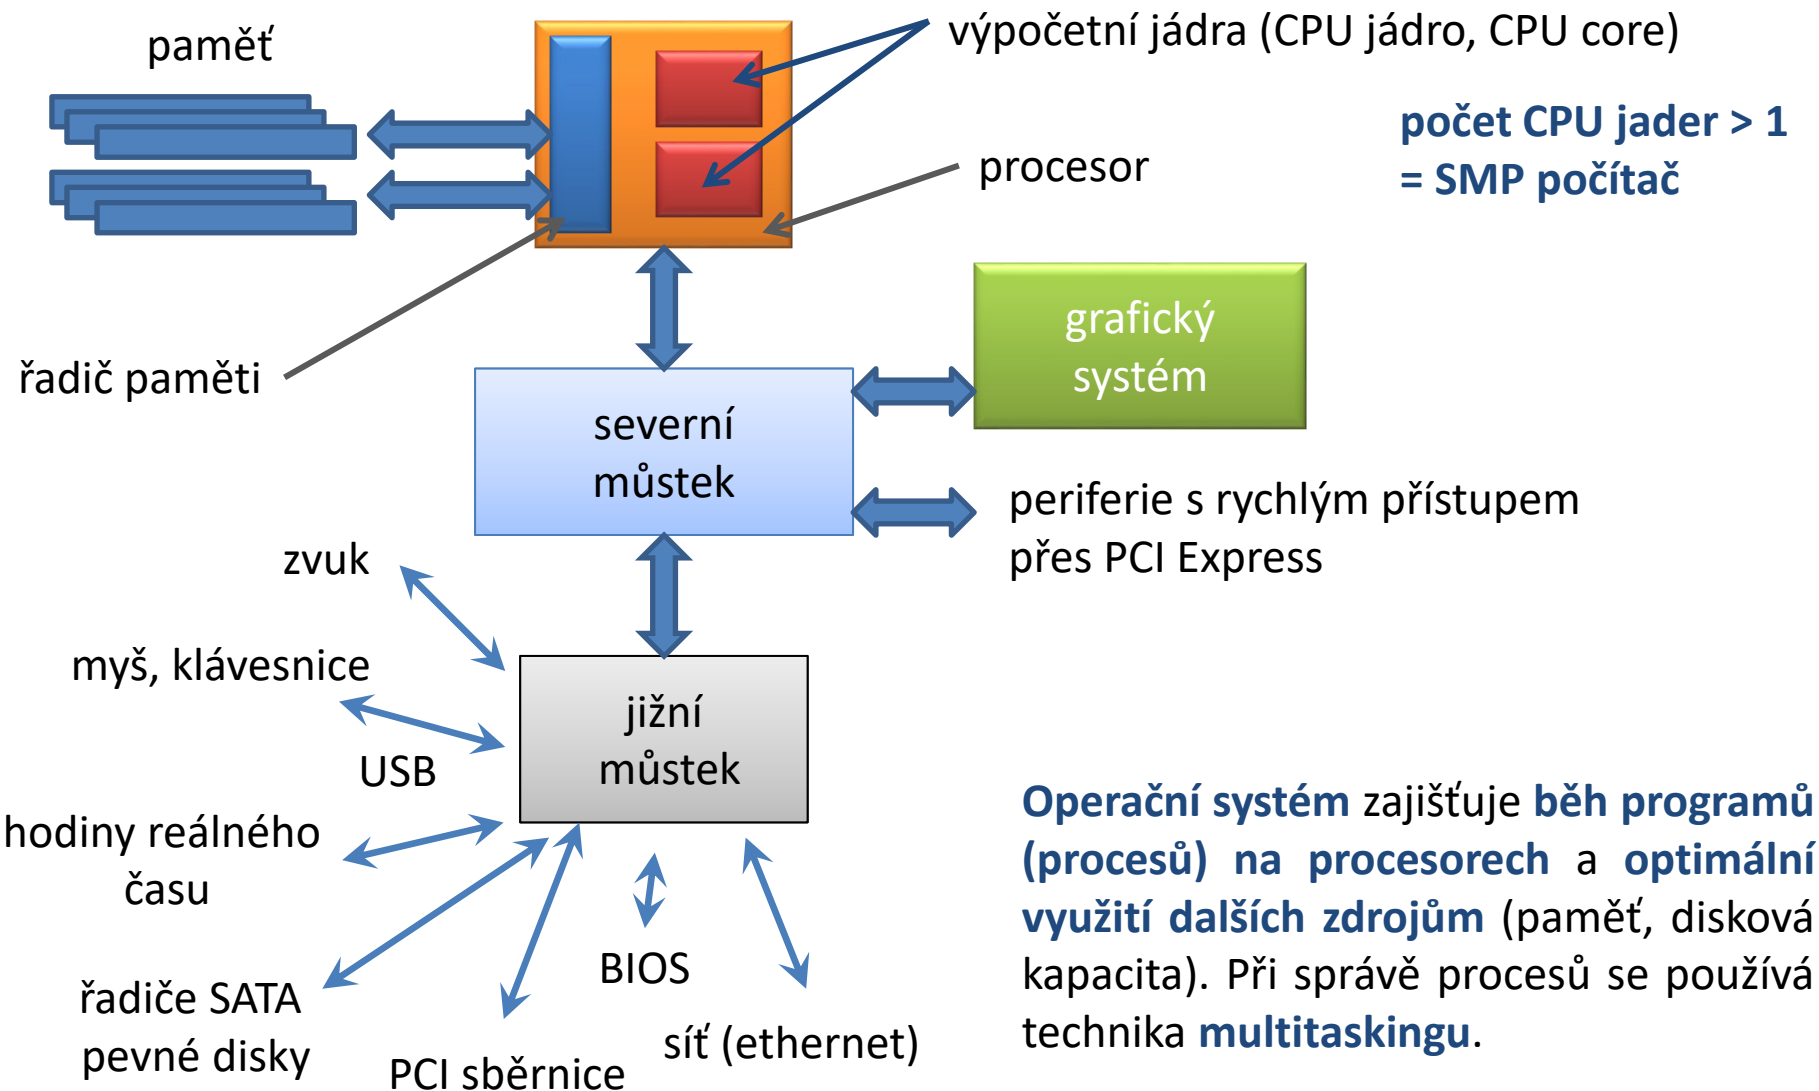 paměť
výpočetní jádra (CPU jádro, CPU core)
počet CPU jader > 1
= SMP počítač
procesor
řadič paměti
grafický
systém
severní
můstek
periferie s rychlým přístupem
přes PCI Express
zvuk
myš, klávesnice
jižní
můstek
USB
hodiny reálného
času
BIOS
řadiče SATA
pevné disky
PCI sběrnice
síť (ethernet)
Operační systém zajišťuje běh programů
(procesů) na procesorech a optimální
využití dalších zdrojům (paměť, disková
kapacita). Při správě procesů se používá
technika multitaskingu.